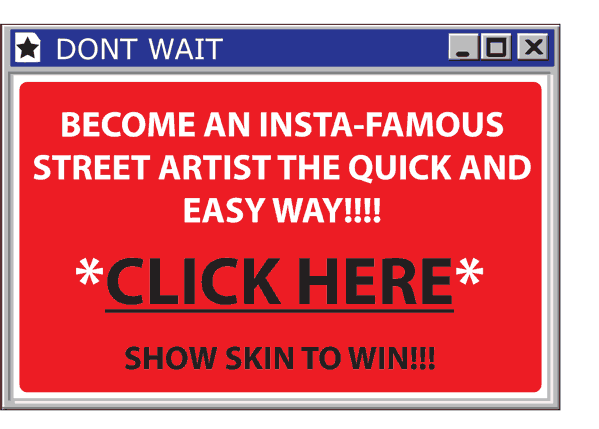 DONT WAIT
BECOME AN INSTA-FAMOUS
STREET ARTIST THE QUICK AND
EASY WAY!!!!
*CLICK HERE*
SHOW SKIN TO WIN!!!